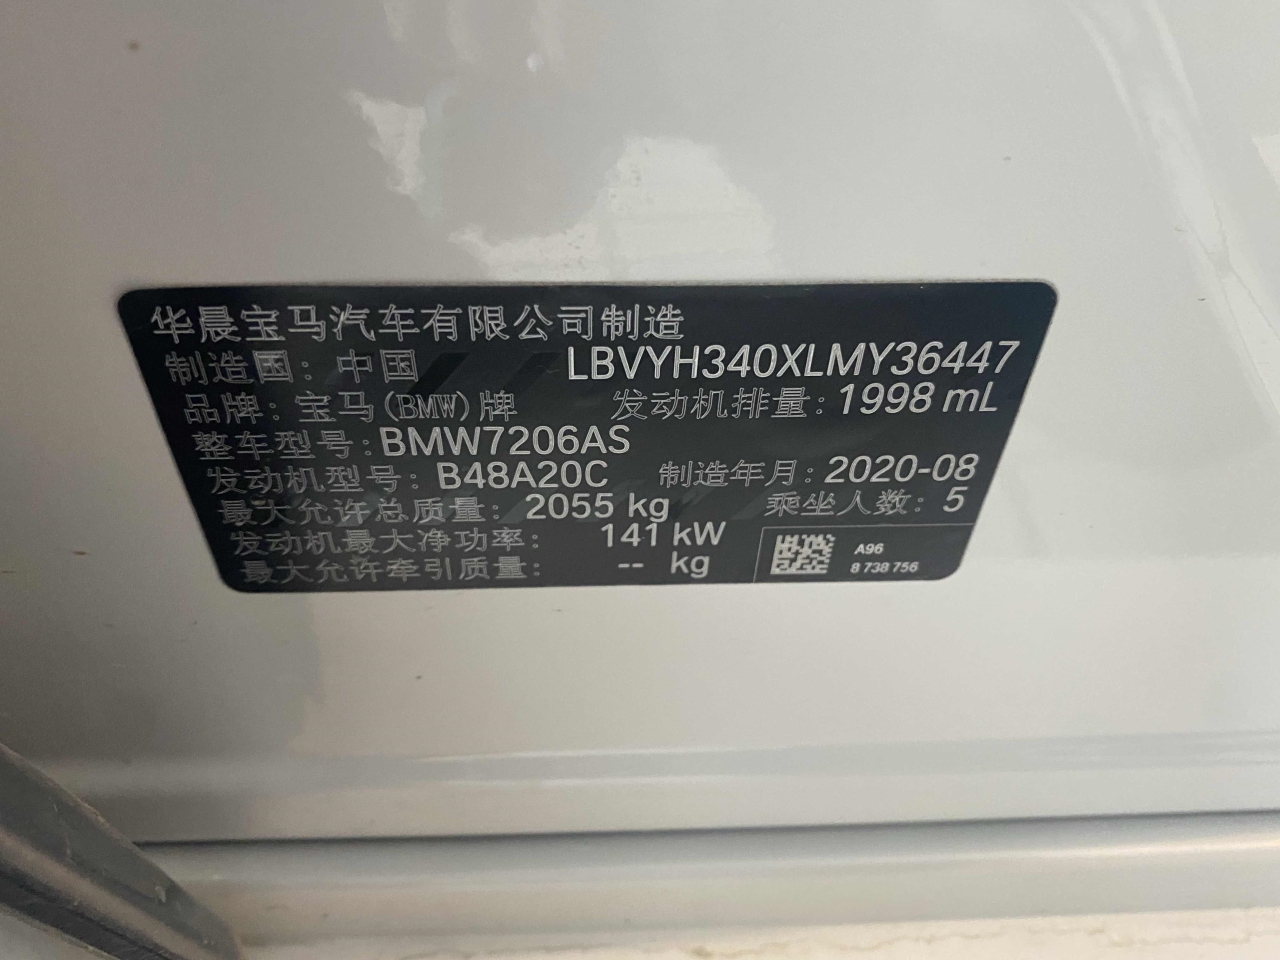 华晨宝马汽车有限公司制造
制造国：中国 LBVYH340XLMY36447
品牌：宝马(BMW)牌 发动机排量：1998 mL
整车型号：BMW7206AS
发动机型号：B48A20C 制造年月：2020-08
最大允许总质量：2055 kg 乘坐人数：5
发动机最大净功率：141 kW
最大允许牵引质量：-- kg
A96
8 738 756